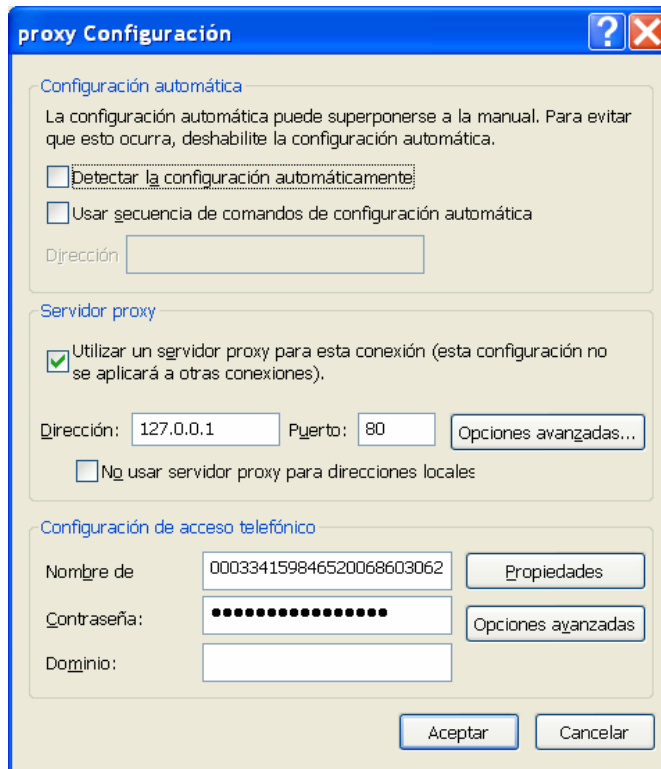 proxy Configuración
Configuración automática
La configuración automática puede superponerse a la manual. Para evitar
que esto ocurra, deshabilite la configuración automática.
Detectar la configuración automáticamente
Usar secuencia de comandos de configuración automática
Dirección
Servidor proxy
Utilizar un servidor proxy para esta conexión (esta configuración no
se aplicará a otras conexiones).
Dirección: 127.0.0.1 Puerto: 80 Opciones avanzadas...
No usar servidor proxy para direcciones locales
Configuración de acceso telefónico
Nombre de 000334159846520068603062 Propiedades
Contraseña: •••••••••••••••• Opciones avanzadas
Dominio:
Aceptar Cancelar